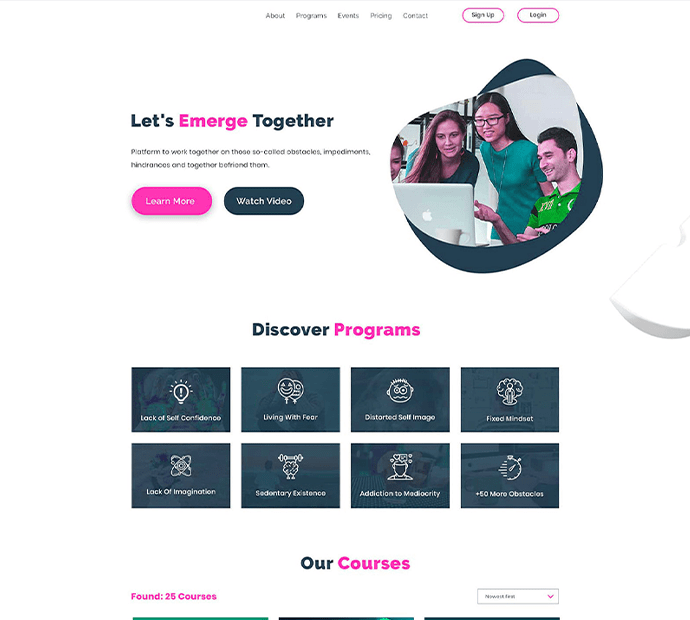 About Programs Events Pricing Contact Sign Up Login
Let's Emerge Together
Platform to work together on these so-called obstacles, impediments,
hindrances and together befriend them.
Learn More Watch Video
Discover Programs
Lack of Self Confidence Living With Fear Distorted Self Image Fixed Mindset
Lack Of Imagination Sedentary Existence Addiction to Mediocrity +50 More Obstacles
Our Courses
Found: 25 Courses Newest first